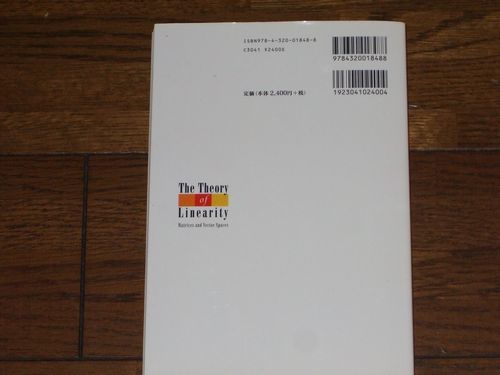 ISBN978-4-320-01848-8
C3041 ¥2400E
定価(本体2,400円+税)
9784320018488
1923041024004
The Theory
of
Linearity
Matrices and Vector Spaces